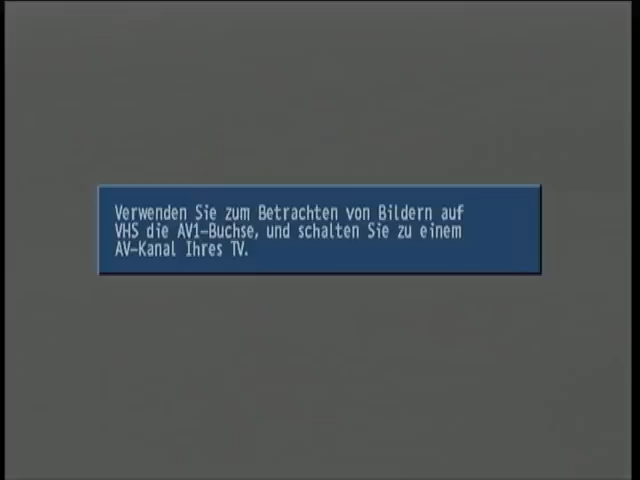 Verwenden Sie zum Betrachten von Bildern auf
VHS die AV1-Buchse, und schalten Sie zu einem
AV-Kanal Ihres TV.